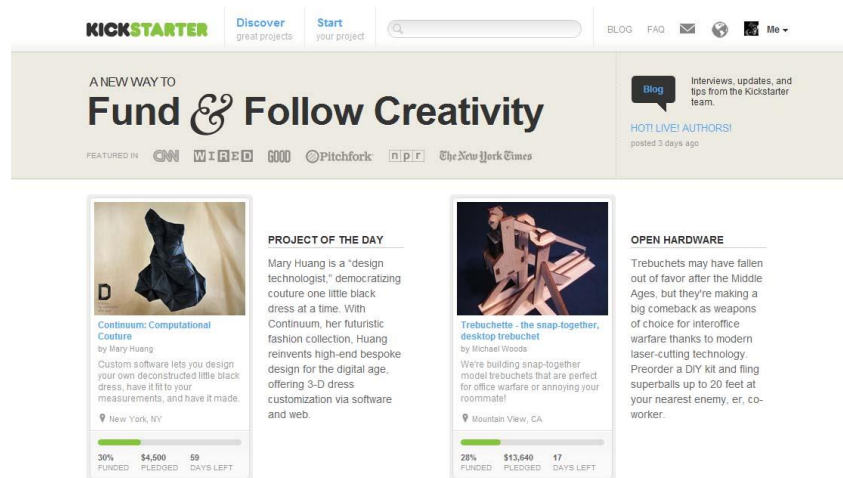 KICKSTARTER
Discover
great projects
Start
your project
BLOG FAQ Me
A NEW WAY TO
Fund & Follow Creativity
FEATURED IN CNN WIRED GOOD Pitchfork npr The New York Times
Blog
Interviews, updates, and
tips from the Kickstarter
team.
HOT! LIVE! AUTHORS!
posted 3 days ago
D
Continuum: Computational
Couture
by Mary Huang
Custom software lets you design
your own deconstructed little black
dress, have it fit to your
measurements, and have it made.
New York, NY
30% $4,500 59
FUNDED PLEDGED DAYS LEFT
PROJECT OF THE DAY
Mary Huang is a “design
technologist,” democratizing
couture one little black
dress at a time. With
Continuum, her futuristic
fashion collection, Huang
reinvents high-end bespoke
design for the digital age,
offering 3-D dress
customization via software
and web.
Trebuchette - the snap-together,
desktop trebuchet
by Michael Woods
We're building snap-together
model trebuchets that are perfect
for office warfare or annoying your
roommate!
Mountain View, CA
28% $13,640 17
FUNDED PLEDGED DAYS LEFT
OPEN HARDWARE
Trebuchets may have fallen
out of favor after the Middle
Ages, but they're making a
big comeback as weapons
of choice for interoffice
warfare thanks to modern
laser-cutting technology.
Preorder a DIY kit and fling
superballs up to 20 feet at
your nearest enemy, er, co-
worker.